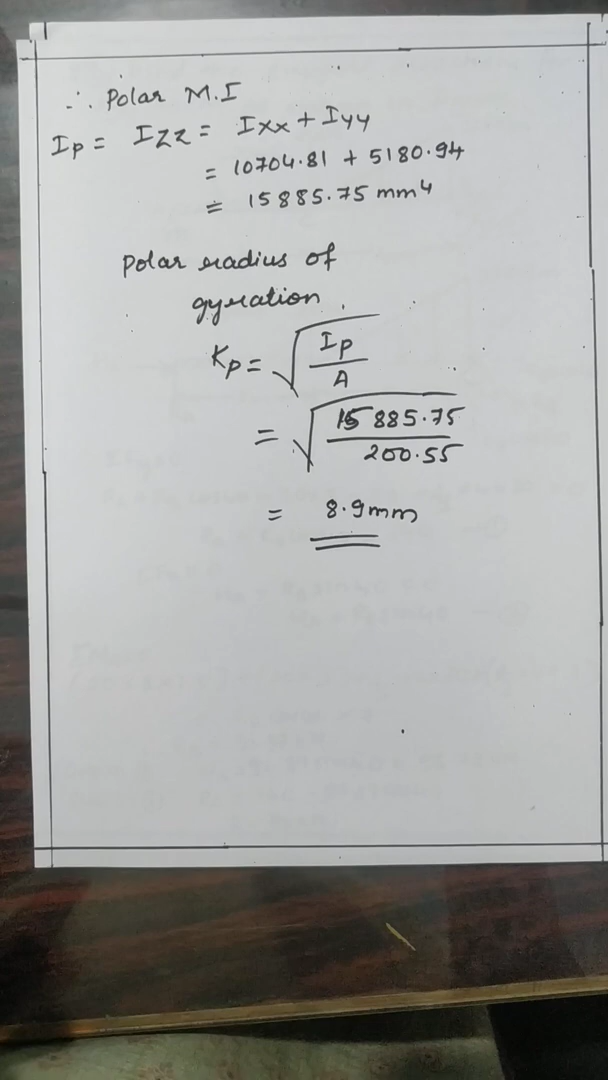 ∴ Polar M.I
Ip = Izz = Ixx + Iyy
= 10704.81 + 5180.94
= 15885.75 mm⁴
Polar radius of
gyration.
Kp = √(Ip/A)
= √(15885.75/200.55)
= 8.9mm